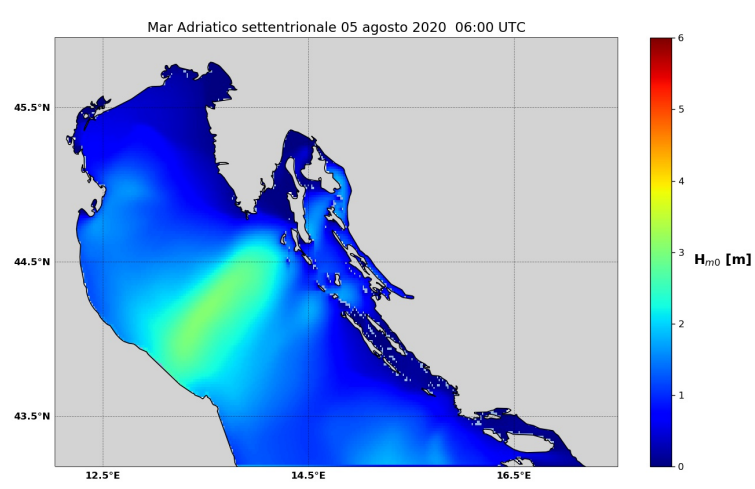 Mar Adriatico settentrionale 05 agosto 2020  06:00 UTC
6
5
4
3
2
1
0
H_m0 [m]
45.5°N
44.5°N
43.5°N
12.5°E 14.5°E 16.5°E